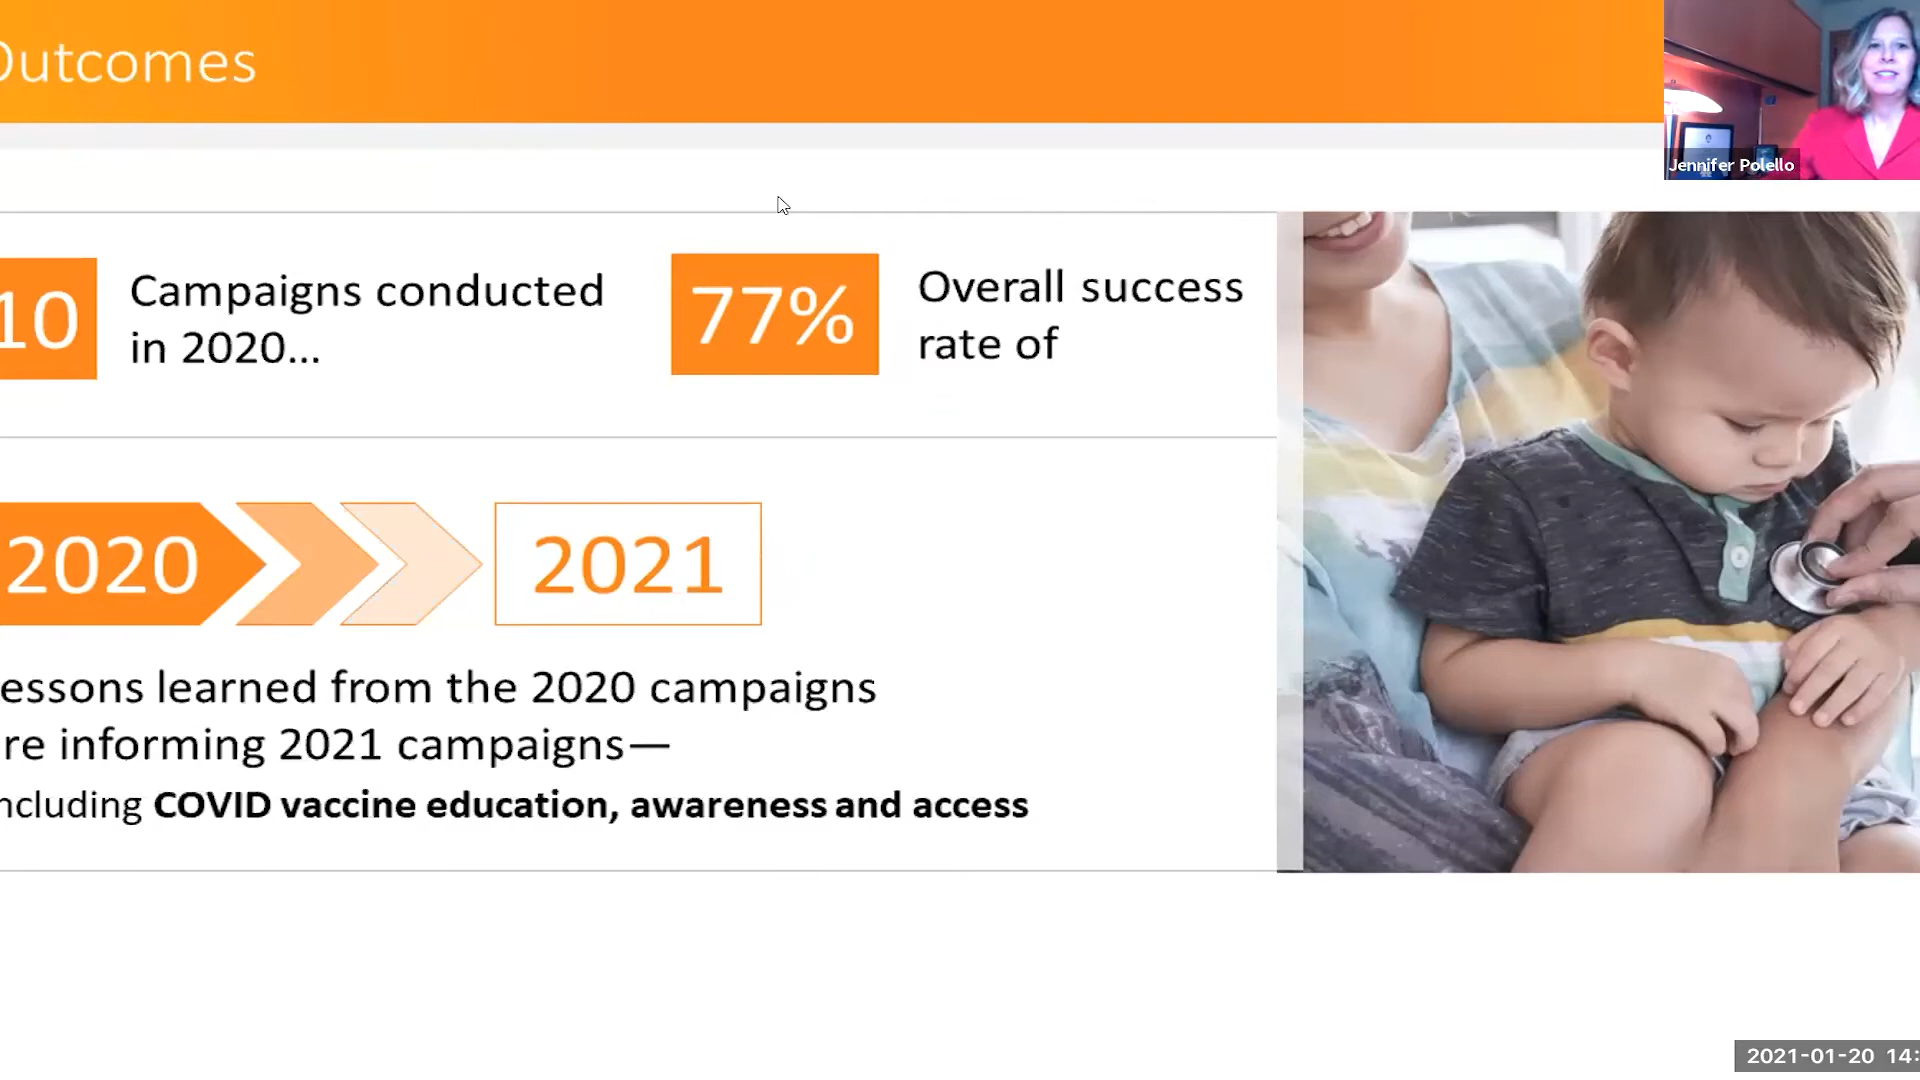 Outcomes
Jennifer Polello
10
Campaigns conducted
in 2020...
77%
Overall success
rate of
2020
2021
essons learned from the 2020 campaigns
re informing 2021 campaigns—
ncluding COVID vaccine education, awareness and access
2021-01-20 14: